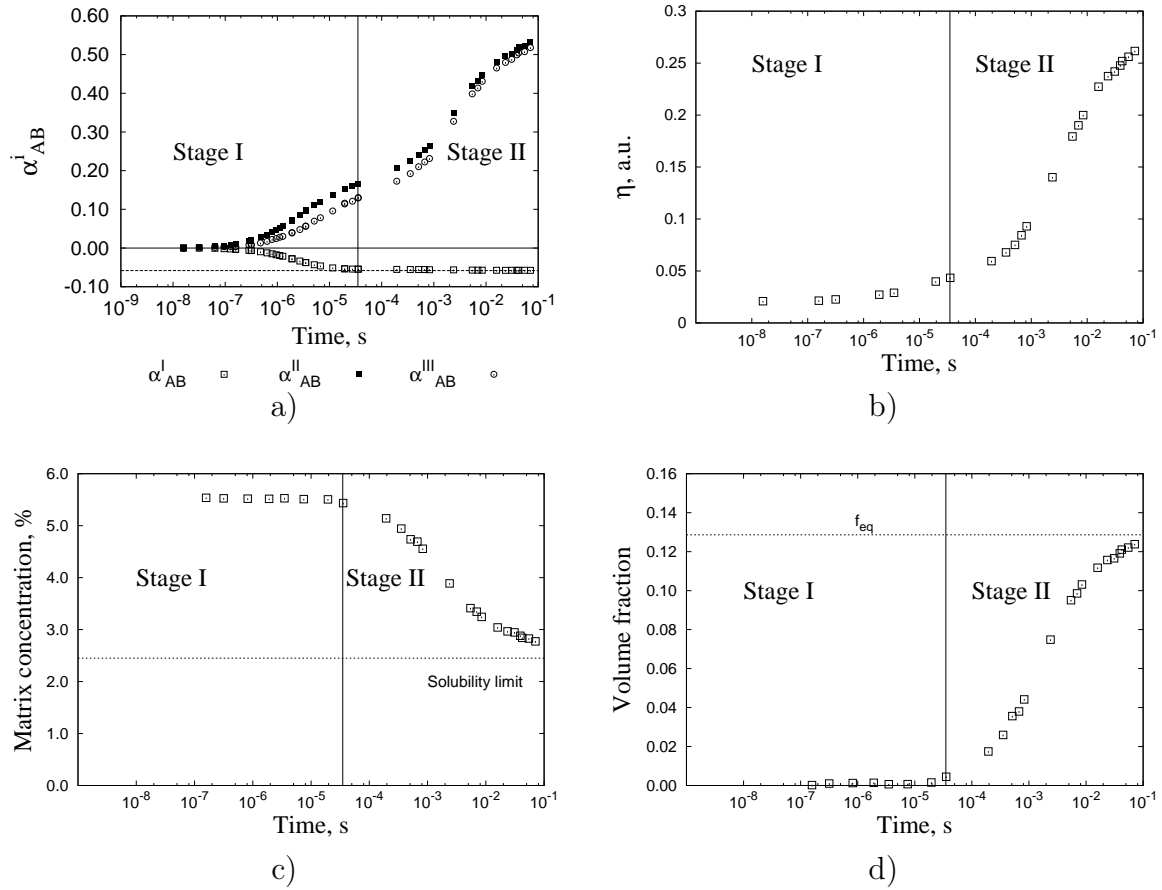 0.60
0.50
0.40
0.30
0.20
0.10
0.00
-0.10
α^i_AB
Stage I
Stage II
10^-9 10^-8 10^-7 10^-6 10^-5 10^-4 10^-3 10^-2 10^-1
Time, s
α^I_AB α^II_AB α^III_AB
a)
0.3
0.25
0.2
0.15
0.1
0.05
0
η, a.u.
Stage I
Stage II
10^-8 10^-7 10^-6 10^-5 10^-4 10^-3 10^-2 10^-1
Time, s
b)
6.0
5.0
4.0
3.0
2.0
1.0
0.0
Matrix concentration, %
Stage I
Stage II
Solubility limit
10^-8 10^-7 10^-6 10^-5 10^-4 10^-3 10^-2 10^-1
Time, s
c)
0.16
0.14
0.12
0.10
0.08
0.06
0.04
0.02
0.00
Volume fraction
f_eq
Stage I
Stage II
10^-8 10^-7 10^-6 10^-5 10^-4 10^-3 10^-2 10^-1
Time, s
d)